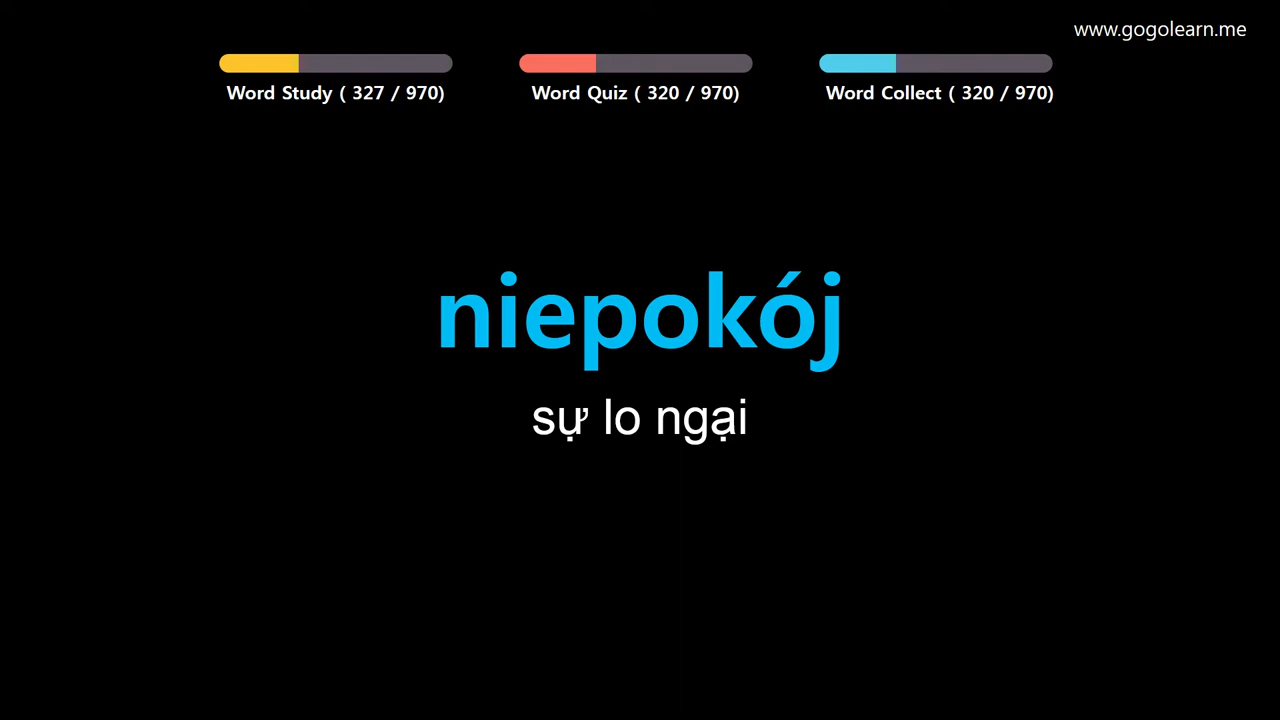 www.gogolearn.me
Word Study ( 327 / 970)
Word Quiz ( 320 / 970)
Word Collect ( 320 / 970)
niepokój
sự lo ngại